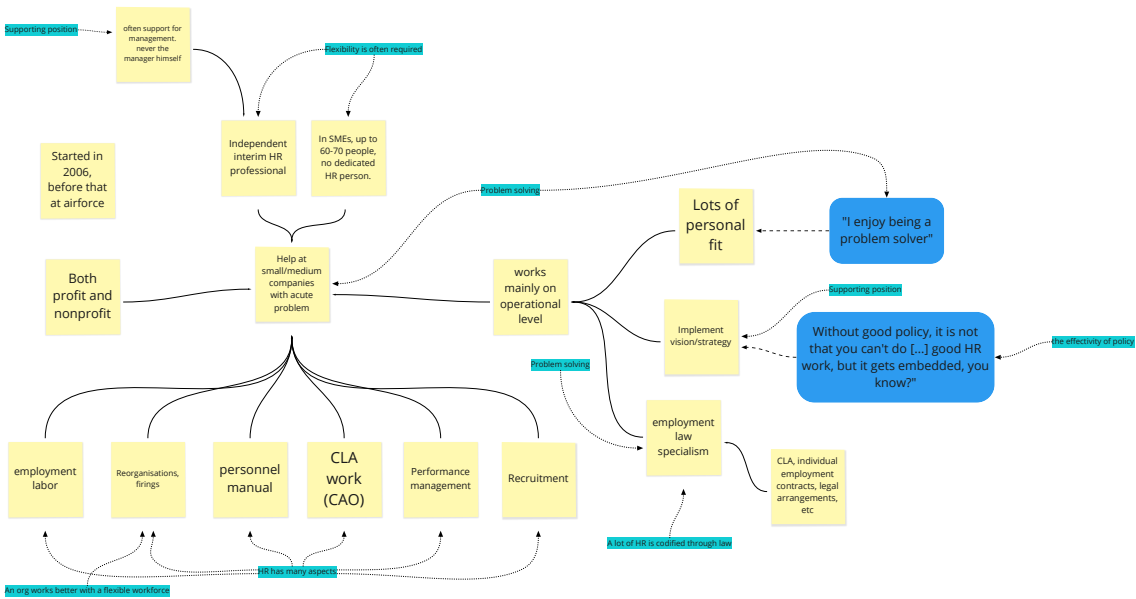 Supporting position
often support for
management.
never the
manager himself
Flexibility is often required
Started in
2006,
before that
at airforce
Independent
interim HR
professional
In SMEs, up to
60-70 people,
no dedicated
HR person.
Problem solving
Lots of
personal
fit
"I enjoy being a
problem solver"
Both
profit and
nonprofit
Help at
small/medium
companies
with acute
problem
works
mainly on
operational
level
Supporting position
Implement
vision/strategy
Without good policy, it is not
that you can't do [...] good HR
work, but it gets embedded, you
know?"
the effectivity of policy
Problem solving
employment
law
specialism
CLA, individual
employment
contracts, legal
arrangements,
etc
employment
labor
Reorganisations,
firings
personnel
manual
CLA
work
(CAO)
Performance
management
Recruitment
A lot of HR is codified through law
HR has many aspects
An org works better with a flexible workforce